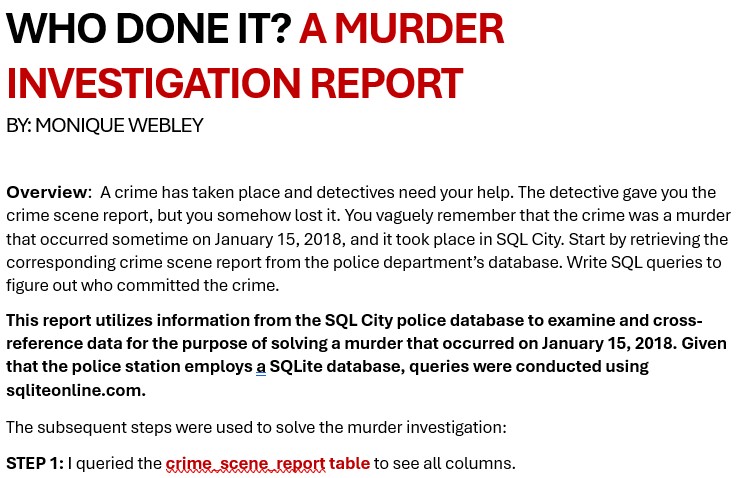 WHO DONE IT? A MURDER
INVESTIGATION REPORT
BY: MONIQUE WEBLEY
Overview: A crime has taken place and detectives need your help. The detective gave you the
crime scene report, but you somehow lost it. You vaguely remember that the crime was a murder
that occurred sometime on January 15, 2018, and it took place in SQL City. Start by retrieving the
corresponding crime scene report from the police department’s database. Write SQL queries to
figure out who committed the crime.
This report utilizes information from the SQL City police database to examine and cross-
reference data for the purpose of solving a murder that occurred on January 15, 2018. Given
that the police station employs a SQLite database, queries were conducted using
sqliteonline.com.
The subsequent steps were used to solve the murder investigation:
STEP 1: I queried the crime_scene_report table to see all columns.